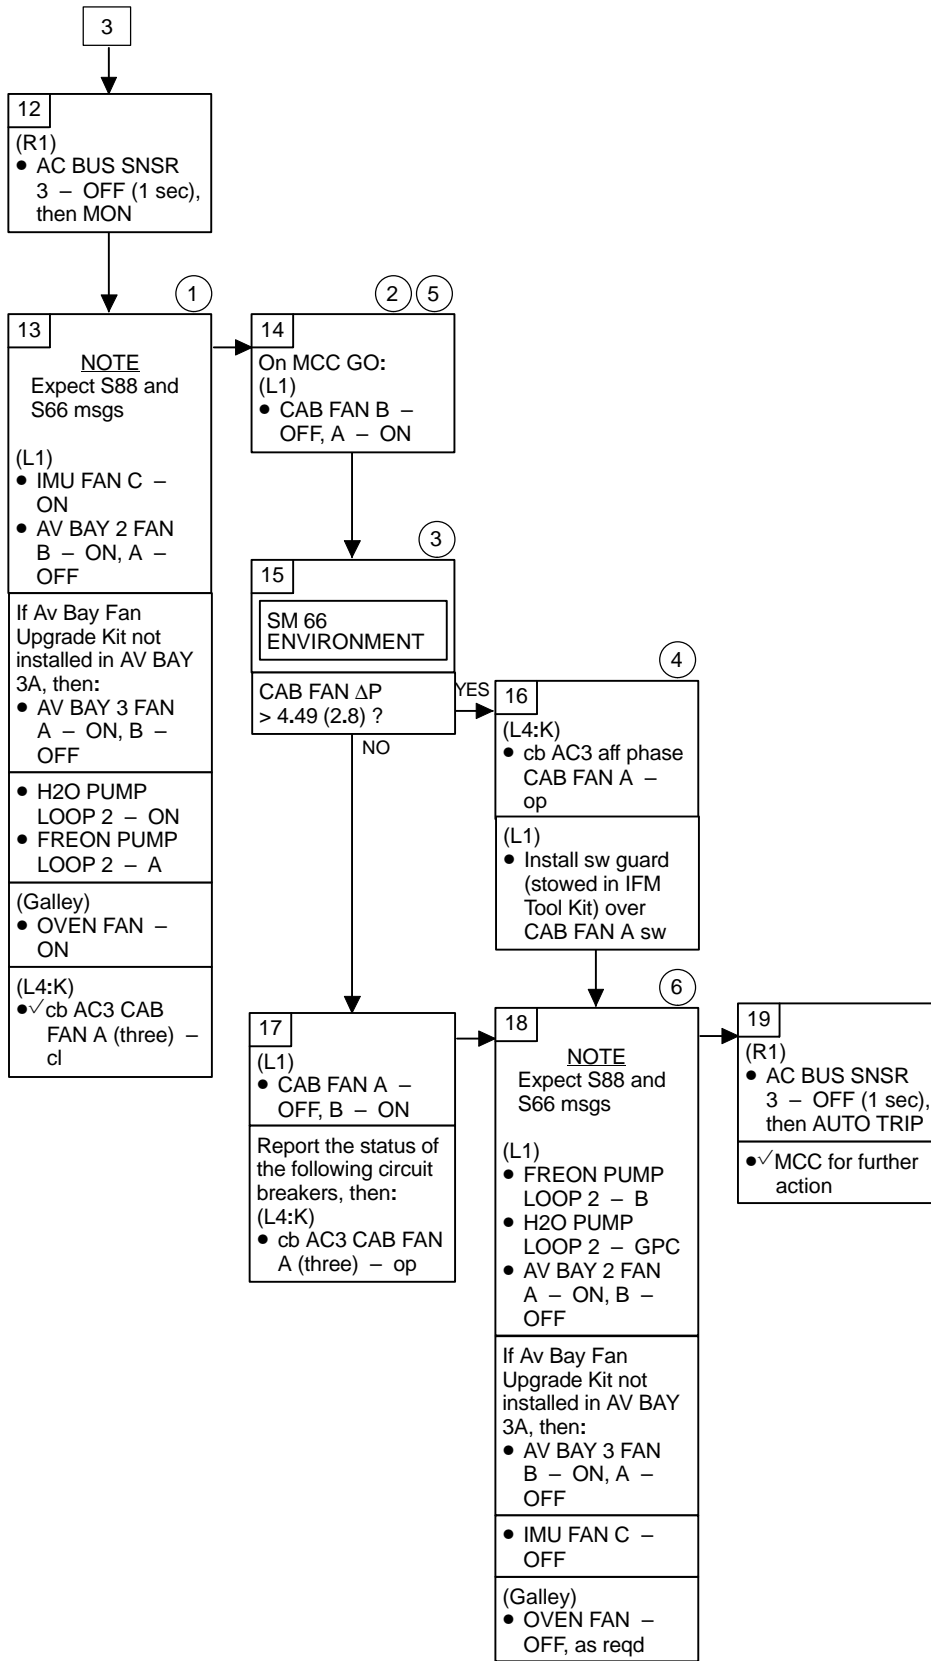 3
12
(R1)
• AC BUS SNSR
3 – OFF (1 sec),
then MON
1
13
NOTE
Expect S88 and
S66 msgs
(L1)
• IMU FAN C –
ON
• AV BAY 2 FAN
B – ON, A –
OFF
If Av Bay Fan
Upgrade Kit not
installed in AV BAY
3A, then:
• AV BAY 3 FAN
A – ON, B –
OFF
• H2O PUMP
LOOP 2 – ON
• FREON PUMP
LOOP 2 – A
(Galley)
• OVEN FAN –
ON
(L4:K)
•√cb AC3 CAB
FAN A (three) –
cl
2 5
14
On MCC GO:
(L1)
• CAB FAN B –
OFF, A – ON
3
15
SM 66
ENVIRONMENT
CAB FAN ΔP
> 4.49 (2.8) ?
YES
NO
4
16
(L4:K)
• cb AC3 aff phase
CAB FAN A –
op
(L1)
• Install sw guard
(stowed in IFM
Tool Kit) over
CAB FAN A sw
17
(L1)
• CAB FAN A –
OFF, B – ON
Report the status of
the following circuit
breakers, then:
(L4:K)
• cb AC3 CAB FAN
A (three) – op
6
18
NOTE
Expect S88 and
S66 msgs
(L1)
• FREON PUMP
LOOP 2 – B
• H2O PUMP
LOOP 2 – GPC
• AV BAY 2 FAN
A – ON, B –
OFF
If Av Bay Fan
Upgrade Kit not
installed in AV BAY
3A, then:
• AV BAY 3 FAN
B – ON, A –
OFF
• IMU FAN C –
OFF
(Galley)
• OVEN FAN –
OFF, as reqd
19
(R1)
• AC BUS SNSR
3 – OFF (1 sec),
then AUTO TRIP
•√MCC for further
action